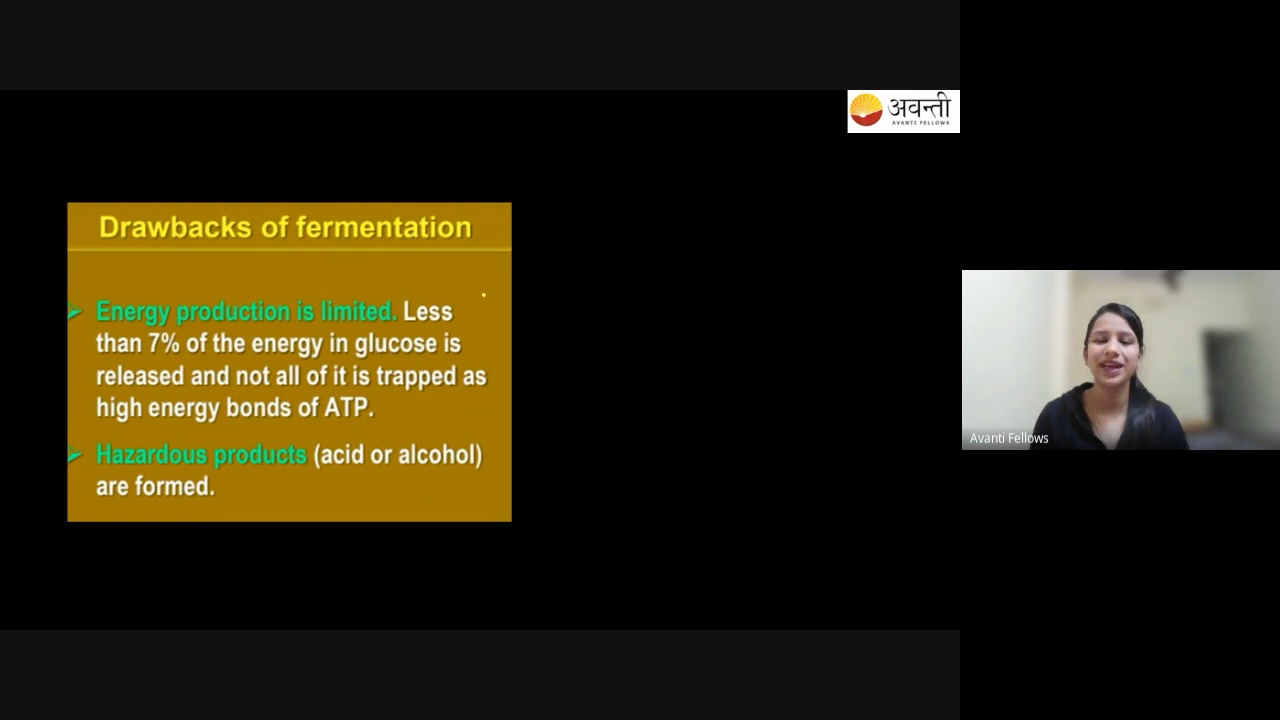 अवन्ती
AVANTI FELLOWS
Drawbacks of fermentation
Energy production is limited. Less
than 7% of the energy in glucose is
released and not all of it is trapped as
high energy bonds of ATP.
Hazardous products (acid or alcohol)
are formed.
Avanti Fellows